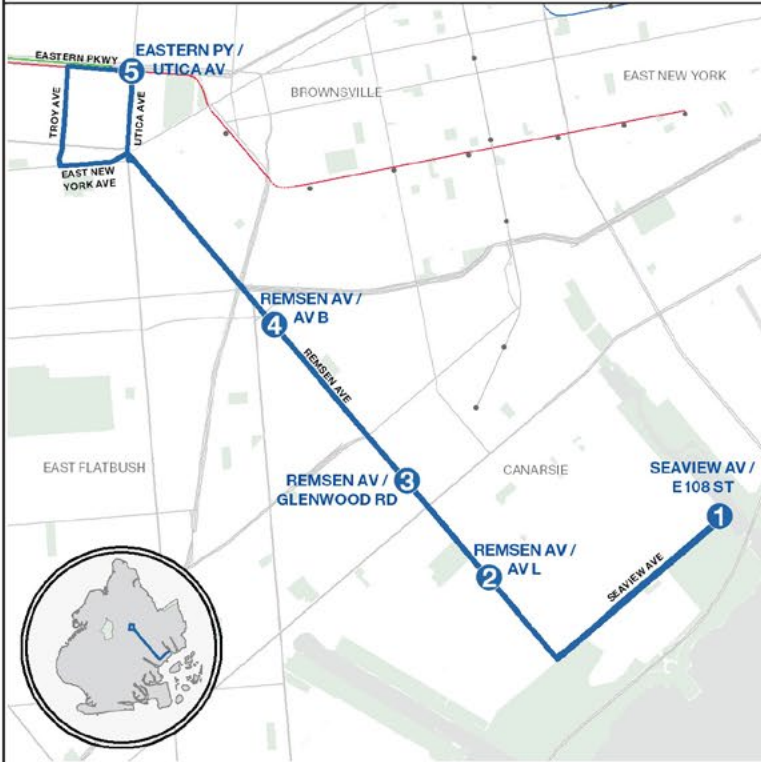 EASTERN PKWY
5
EASTERN PY /
UTICA AV
TROY AVE
UTICA AVE
EAST NEW
YORK AVE
BROWNSVILLE
EAST NEW YORK
REMSEN AV /
AV B
4
REMSEN AVE
EAST FLATBUSH
REMSEN AV /
GLENWOOD RD
3
CANARSIE
SEAVIEW AV /
E 108 ST
1
REMSEN AV /
AV L
2
SEAVIEW AVE